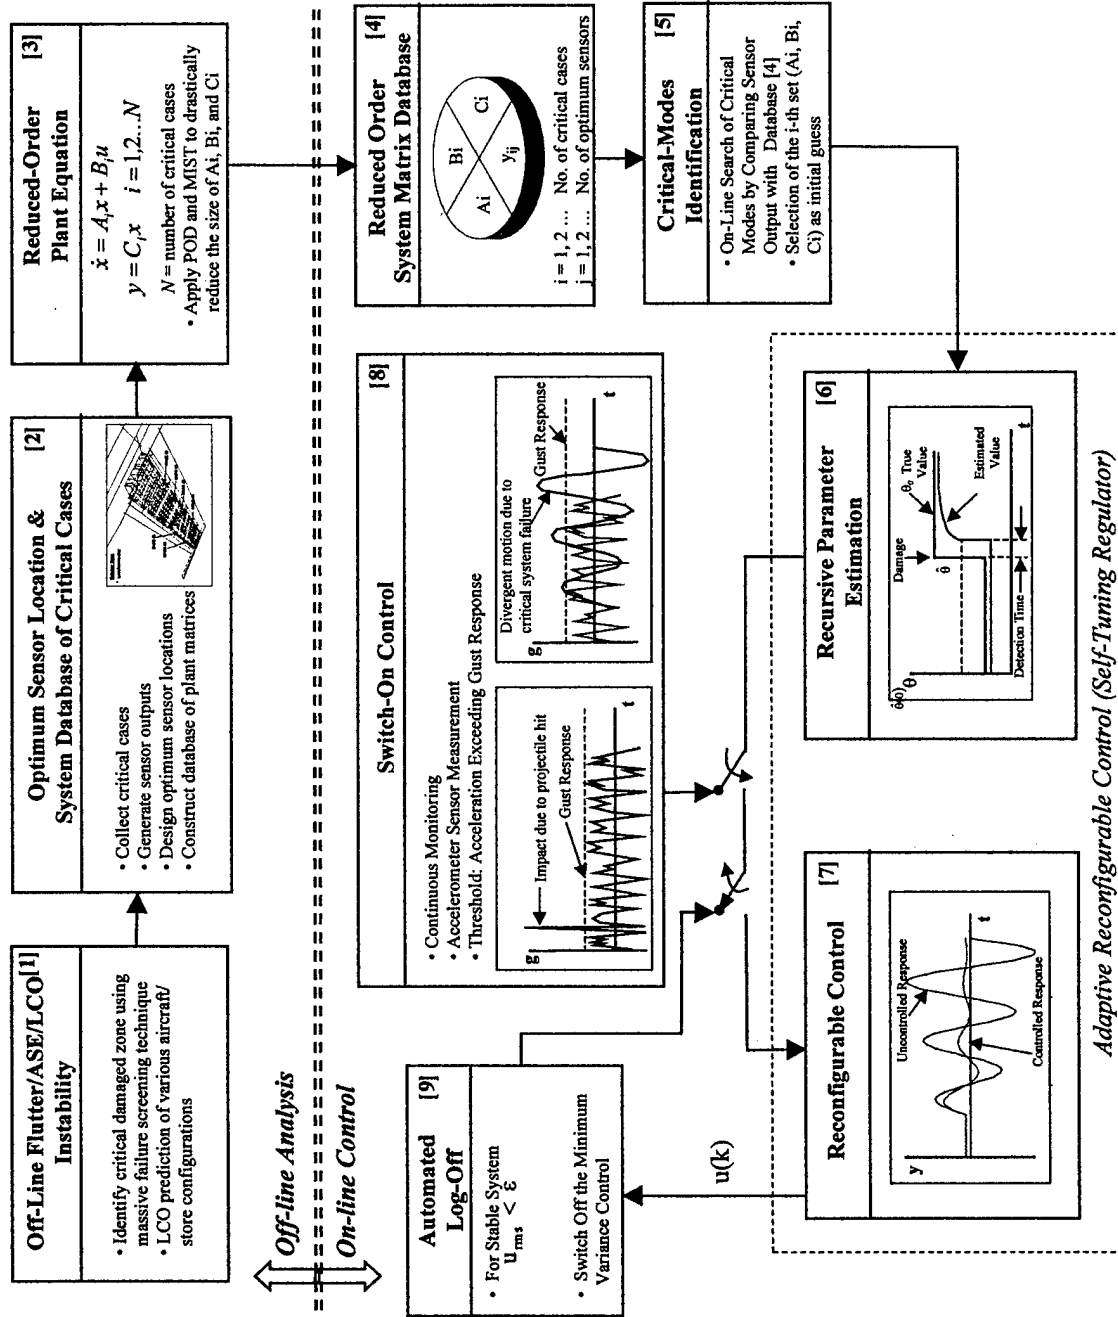 Off-Line Flutter/ASE/LCO[1]
Instability
• Identify critical damaged zone using
massive failure screening technique
• LCO prediction of various aircraft/
store configurations
Optimum Sensor Location & [2]
System Database of Critical Cases
• Collect critical cases
• Generate sensor outputs
• Design optimum sensor locations
• Construct database of plant matrices
Reduced-Order [3]
Plant Equation
ẋ = A_i x + B_i u
y = C_i x i = 1,2...N
N = number of critical cases
• Apply POD and MIST to drastically
reduce the size of Ai, Bi, and Ci
Off-line Analysis
On-line Control
Reduced Order [4]
System Matrix Database
Ai
Bi
Ci
y_ij
i = 1, 2 ... No. of critical cases
j = 1, 2 ... No. of optimum sensors
Critical-Modes [5]
Identification
• On-Line Search of Critical
Modes by Comparing Sensor
Output with Database [4]
• Selection of the i-th set (Ai, Bi,
Ci) as initial guess
Recursive Parameter [6]
Estimation
θ̂(0)
θ
Damage
θ₀ True
Value
θ̂
Estimated
Value
Detection Time
t
Reconfigurable Control [7]
y
Uncontrolled Response
Controlled Response
t
Adaptive Reconfigurable Control (Self-Tuning Regulator)
[8]
Switch-On Control
• Continuous Monitoring
• Accelerometer Sensor Measurement
• Threshold: Acceleration Exceeding Gust Response
g
Impact due to projectile hit
Gust Response
t
g
Divergent motion due to
critical system failure
Gust Response
t
Automated [9]
Log-Off
• For Stable System
u_rms < ε
• Switch Off the Minimum
Variance Control
u(k)